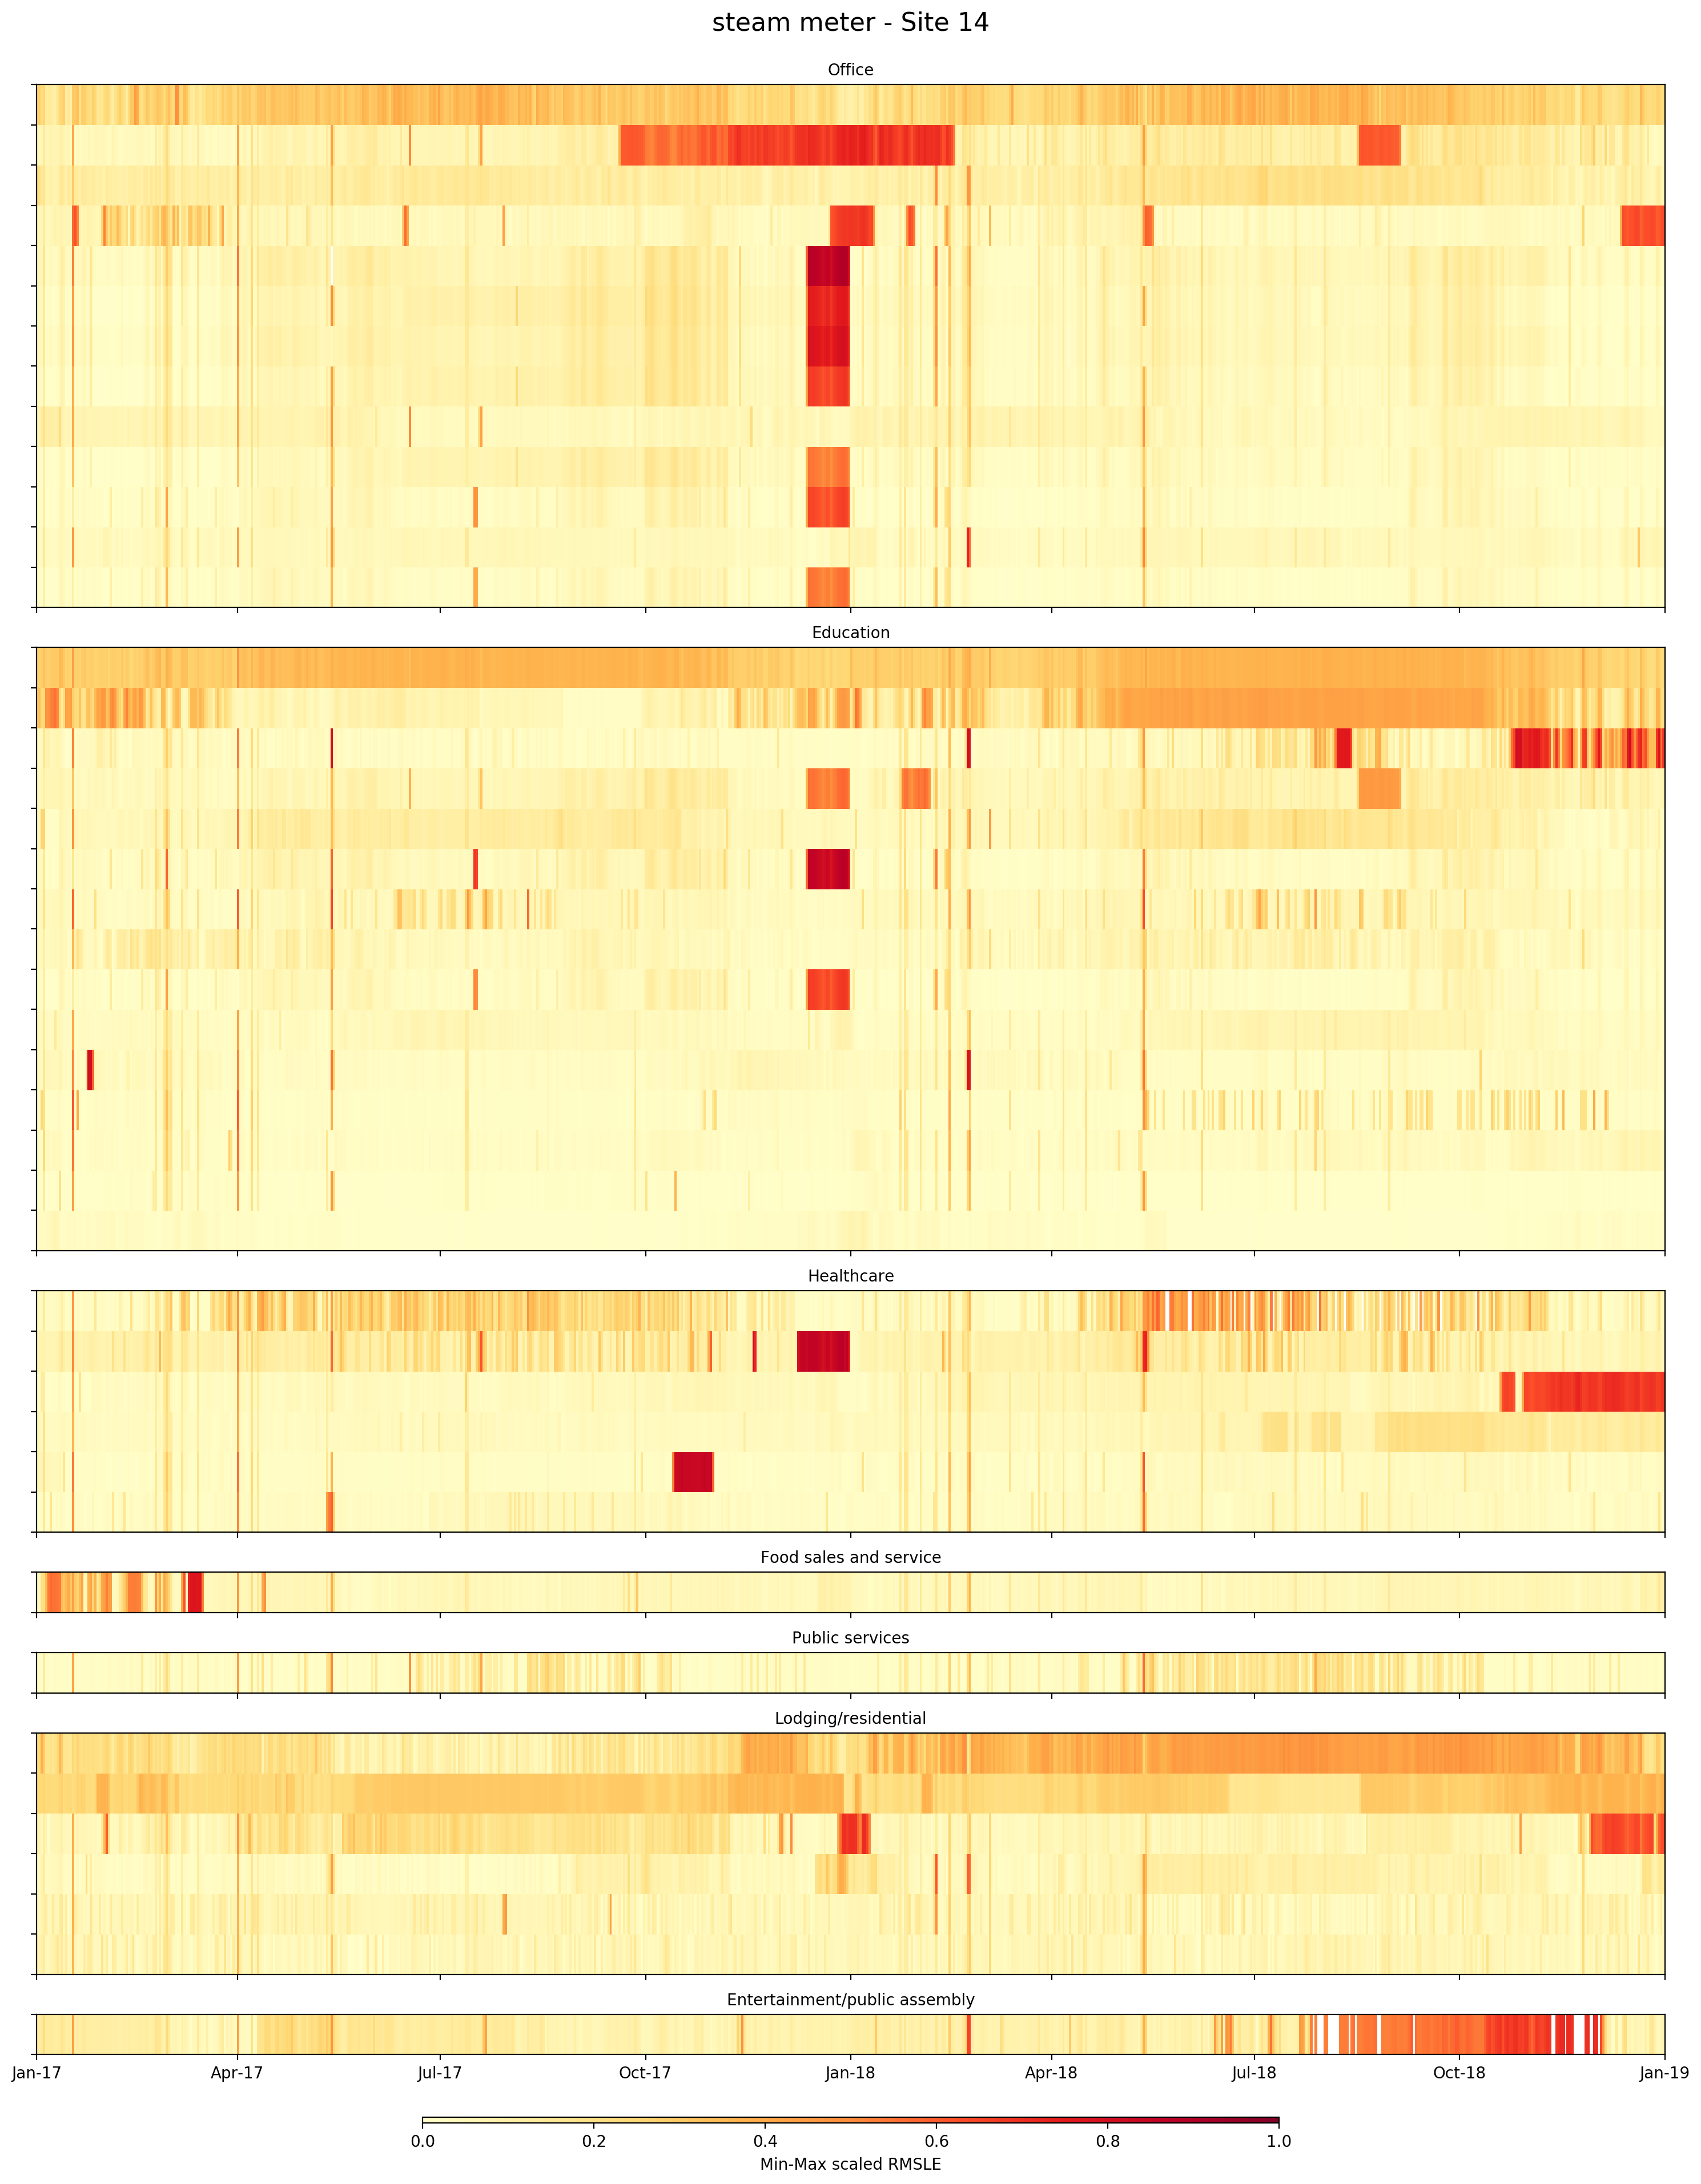 steam meter - Site 14
Office
Education
Healthcare
Food sales and service
Public services
Lodging/residential
Entertainment/public assembly
Jan-17 Apr-17 Jul-17 Oct-17 Jan-18 Apr-18 Jul-18 Oct-18 Jan-19
0.0 0.2 0.4 0.6 0.8 1.0
Min-Max scaled RMSLE